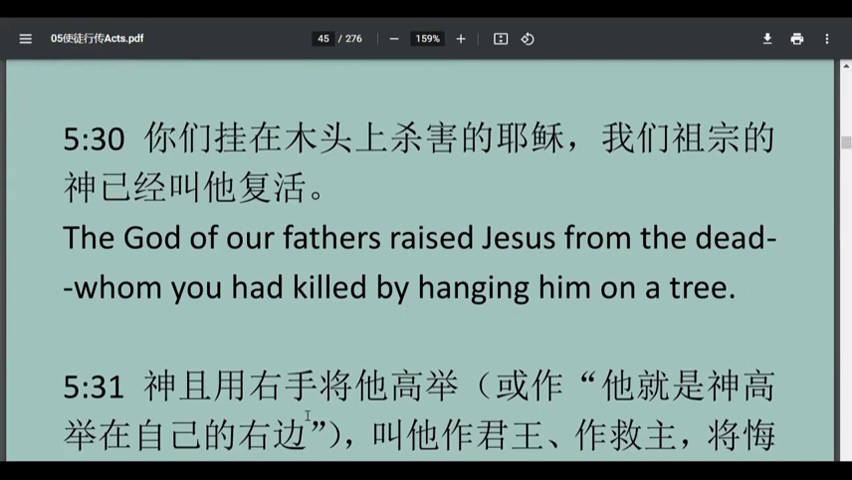 05使徒行传Acts.pdf
45 / 276
159%
5:30 你们挂在木头上杀害的耶稣，我们祖宗的
神已经叫他复活。
The God of our fathers raised Jesus from the dead-
-whom you had killed by hanging him on a tree.
5:31 神且用右手将他高举（或作“他就是神高
举在自己的右边”），叫他作君王、作救主，将悔